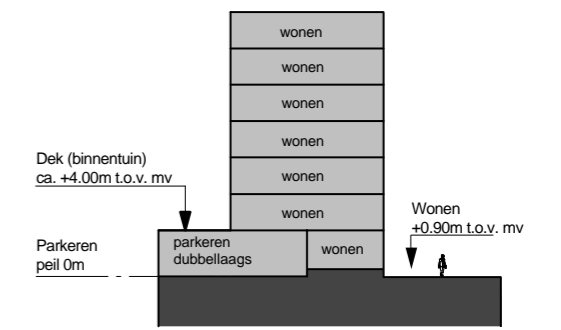 wonen
wonen
wonen
wonen
wonen
wonen
Dek (binnentuin)
ca. +4.00m t.o.v. mv
Wonen
+0.90m t.o.v. mv
Parkeren
peil 0m
parkeren
dubbellaags
wonen